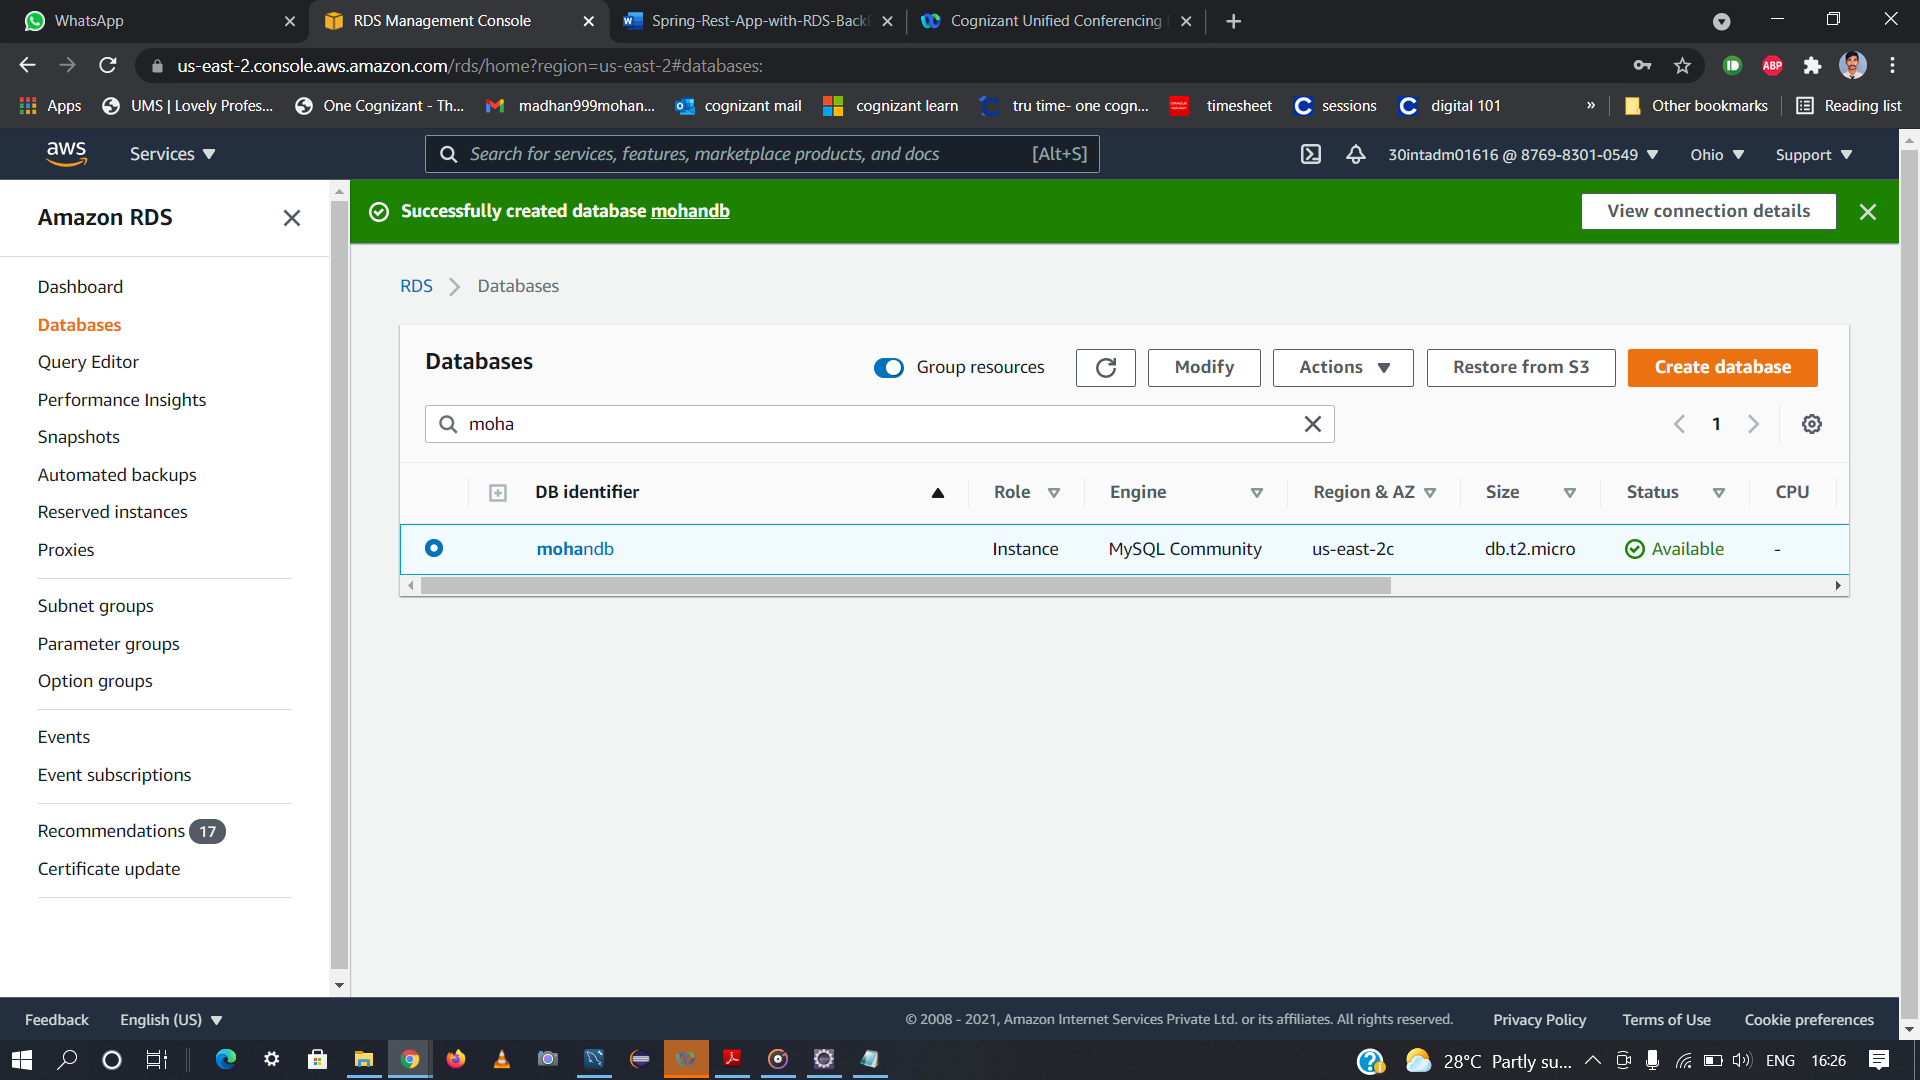 WhatsApp
RDS Management Console
Spring-Rest-App-with-RDS-BackE
Cognizant Unified Conferencing
us-east-2.console.aws.amazon.com/rds/home?region=us-east-2#databases:
ABP
Apps
UMS | Lovely Profes...
One Cognizant - Th...
madhan999mohan...
cognizant mail
cognizant learn
tru time- one cogn...
timesheet
sessions
digital 101
»
Other bookmarks
Reading list
aws
Services
Search for services, features, marketplace products, and docs
[Alt+S]
30intadm01616 @ 8769-8301-0549
Ohio
Support
Amazon RDS
Successfully created database mohandb
View connection details
Dashboard
Databases
Query Editor
Performance Insights
Snapshots
Automated backups
Reserved instances
Proxies
Subnet groups
Parameter groups
Option groups
Events
Event subscriptions
Recommendations 17
Certificate update
RDS
Databases
Databases
Group resources
Modify
Actions
Restore from S3
Create database
moha
1
DB identifier
Role
Engine
Region & AZ
Size
Status
CPU
mohandb
Instance
MySQL Community
us-east-2c
db.t2.micro
Available
-
Feedback
English (US)
© 2008 - 2021, Amazon Internet Services Private Ltd. or its affiliates. All rights reserved.
Privacy Policy
Terms of Use
Cookie preferences
28°C Partly su...
ENG
16:26